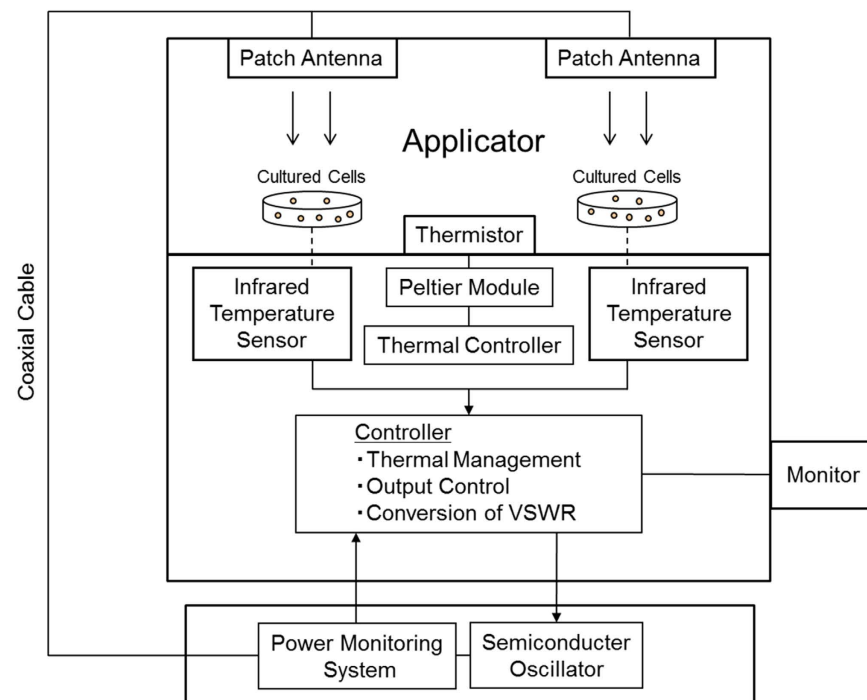 Patch Antenna
Patch Antenna
Applicator
Cultured Cells
Cultured Cells
Thermistor
Infrared
Temperature
Sensor
Peltier Module
Thermal Controller
Infrared
Temperature
Sensor
Coaxial Cable
Controller
・Thermal Management
・Output Control
・Conversion of VSWR
Monitor
Power Monitoring
System
Semiconducter
Oscillator